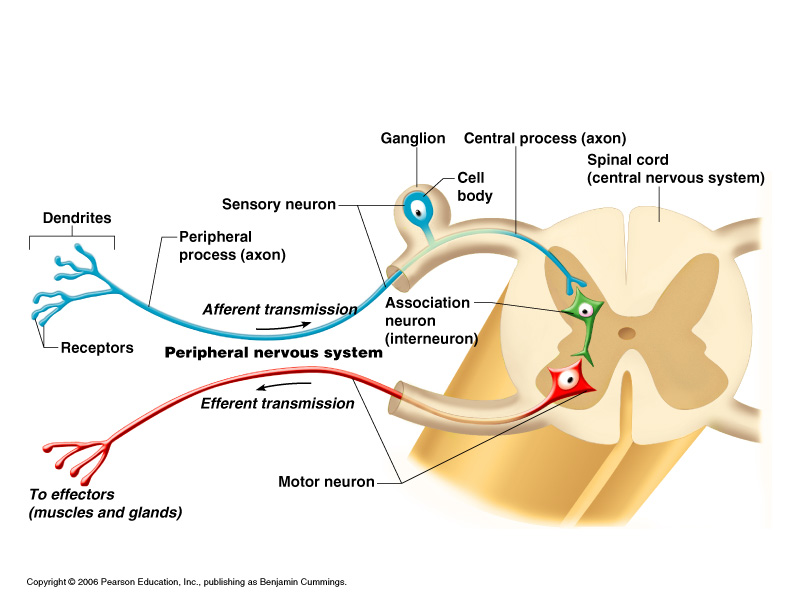 Ganglion
Central process (axon)
Spinal cord
(central nervous system)
Cell
body
Sensory neuron
Dendrites
Peripheral
process (axon)
Afferent transmission
Association
neuron
(interneuron)
Receptors
Peripheral nervous system
Efferent transmission
Motor neuron
To effectors
(muscles and glands)
Copyright © 2006 Pearson Education, Inc., publishing as Benjamin Cummings.